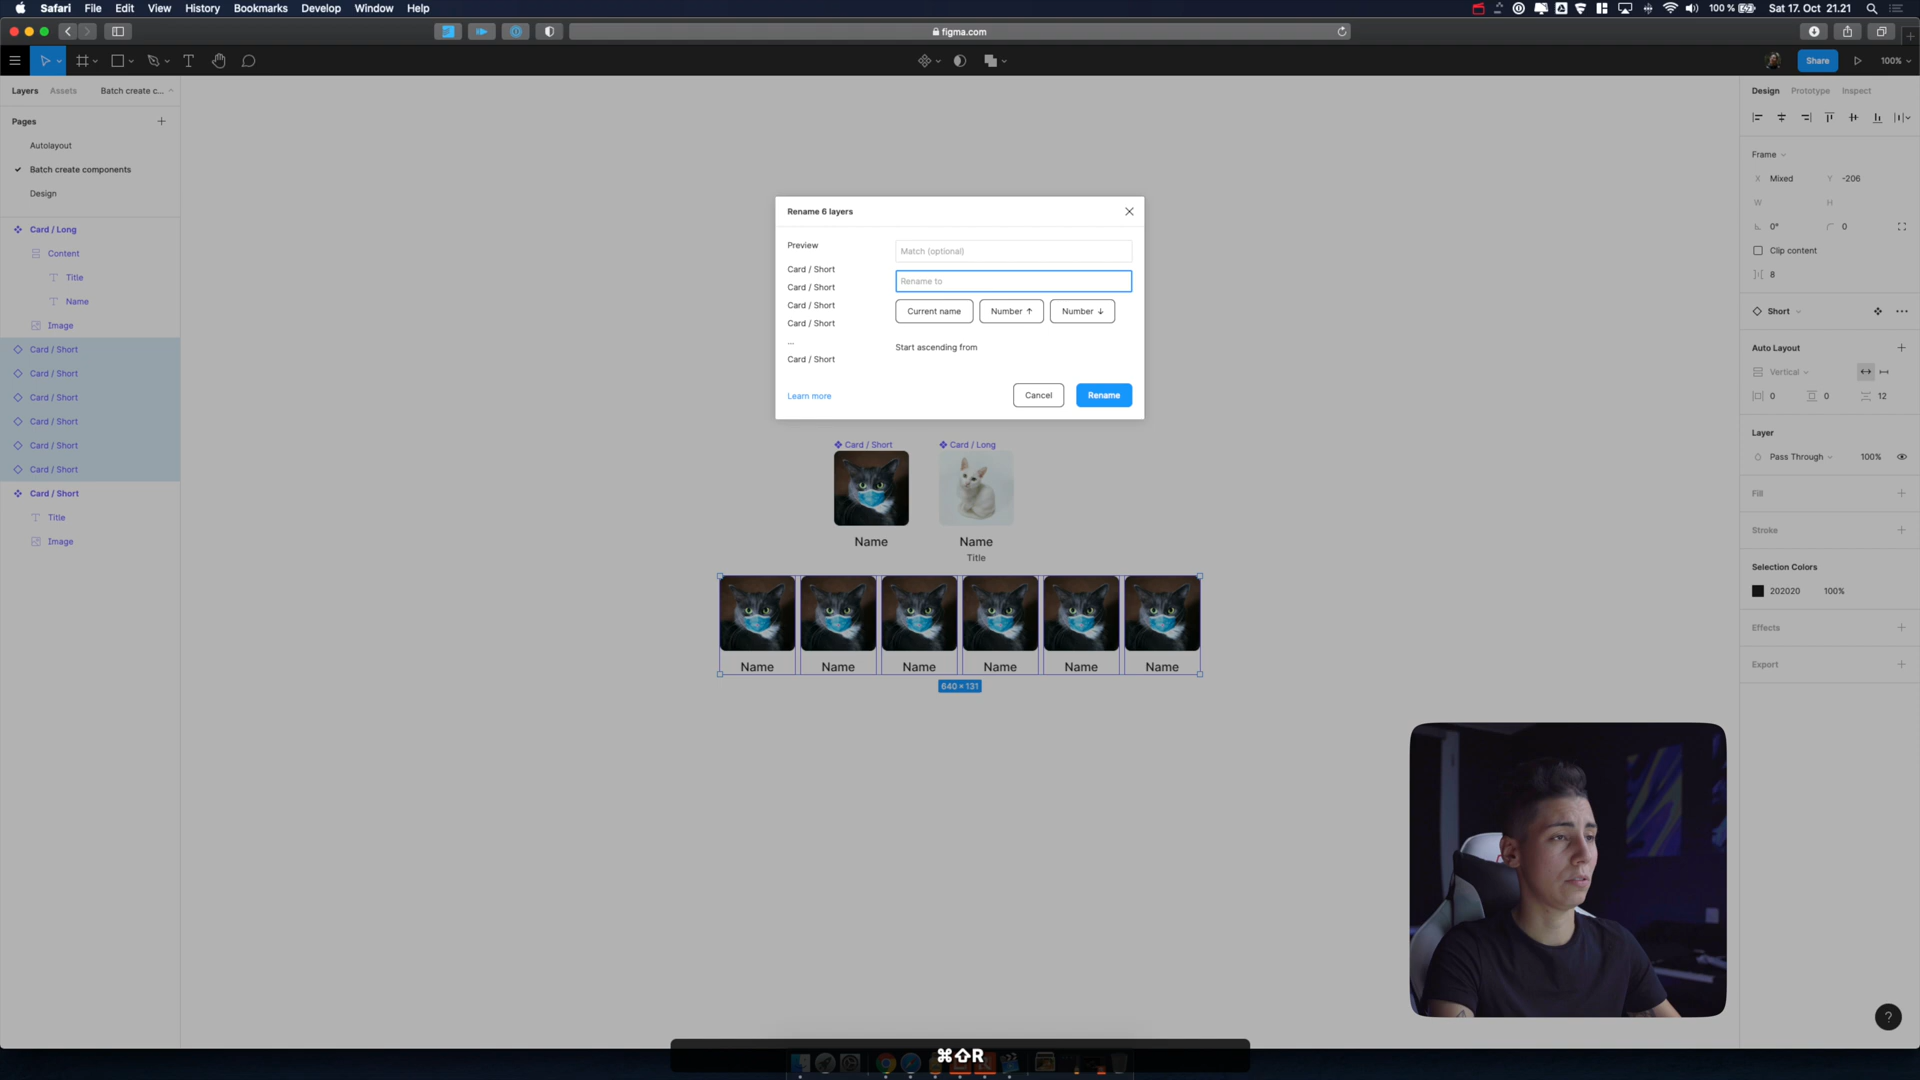 Safari File Edit View History Bookmarks Develop Window Help 100 % Sat 17. Oct 21.21
figma.com
Share 100%
Layers Assets Batch create c... Design Prototype Inspect
Pages
Autolayout
Batch create components
Design
Card / Long
Content
Title
Name
Image
Card / Short
Card / Short
Card / Short
Card / Short
Card / Short
Card / Short
Card / Short
Title
Image
Rename 6 layers
Preview
Card / Short
Card / Short
Card / Short
Card / Short
...
Card / Short
Match (optional)
Rename to
Current name Number ↑ Number ↓
Start ascending from
Learn more Cancel Rename
Card / Short Card / Long
Name Name
Title
Name Name Name Name Name Name
640 × 131
Frame
X Mixed Y -206
W H
0° 0
Clip content
8
Short
Auto Layout
Vertical
0 0 12
Layer
Pass Through 100%
Fill
Stroke
Selection Colors
202020 100%
Effects
Export
?
⌘⇧R